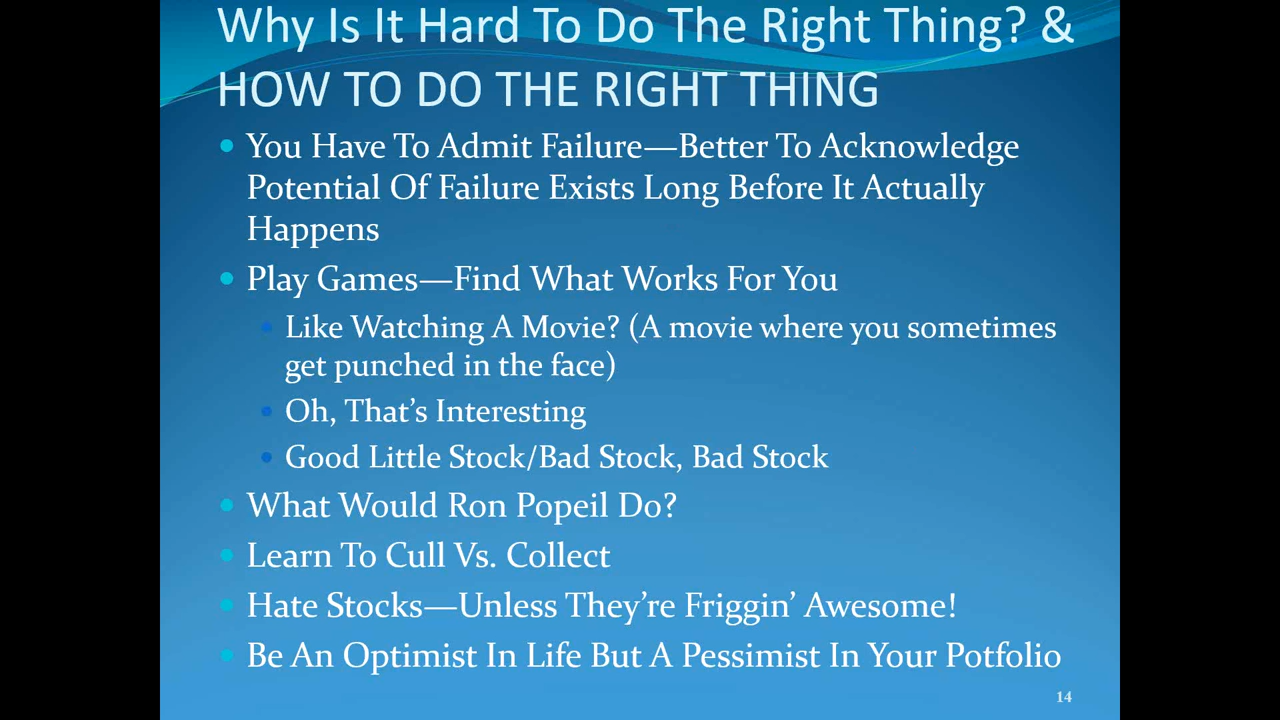 Why Is It Hard To Do The Right Thing? &
HOW TO DO THE RIGHT THING
You Have To Admit Failure—Better To Acknowledge
Potential Of Failure Exists Long Before It Actually
Happens
Play Games—Find What Works For You
Like Watching A Movie? (A movie where you sometimes
get punched in the face)
Oh, That’s Interesting
Good Little Stock/Bad Stock, Bad Stock
What Would Ron Popeil Do?
Learn To Cull Vs. Collect
Hate Stocks—Unless They’re Friggin’ Awesome!
Be An Optimist In Life But A Pessimist In Your Potfolio
14